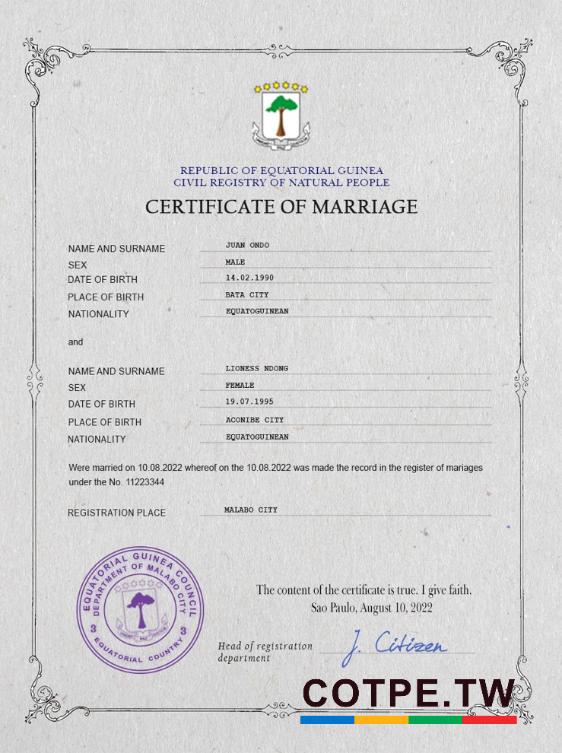 REPUBLIC OF EQUATORIAL GUINEA
CIVIL REGISTRY OF NATURAL PEOPLE
CERTIFICATE OF MARRIAGE
NAME AND SURNAME JUAN ONDO
SEX MALE
DATE OF BIRTH 14.02.1990
PLACE OF BIRTH BATA CITY
NATIONALITY EQUATOGUINEAN
and
NAME AND SURNAME LIONESS NDONG
SEX FEMALE
DATE OF BIRTH 19.07.1995
PLACE OF BIRTH ACONIBE CITY
NATIONALITY EQUATOGUINEAN
Were married on 10.08.2022 whereof on the 10.08.2022 was made the record in the register of mariages
under the No. 11223344
REGISTRATION PLACE MALABO CITY
EQUATORIAL GUINEA COUNCIL
DEPARTMENT OF MALABO CITY
3 EQUATORIAL COUNTRY 3
The content of the certificate is true. I give faith.
Sao Paulo, August 10, 2022
Head of registration
department
J. Citizen
COTPE.TW